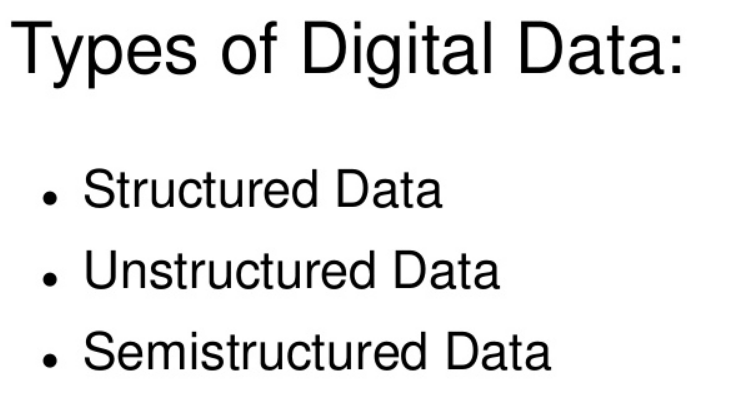 Types of Digital Data:
• Structured Data
• Unstructured Data
• Semistructured Data